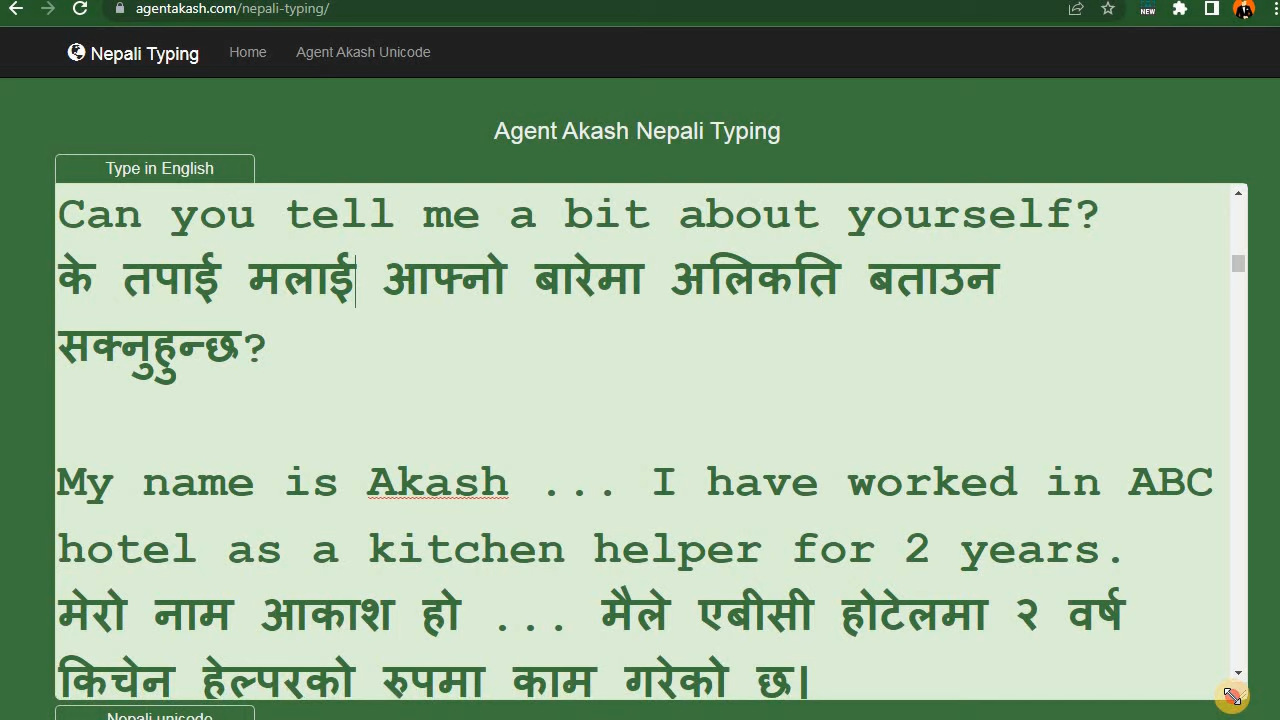 agentakash.com/nepali-typing/
NEW
Nepali Typing Home Agent Akash Unicode
Agent Akash Nepali Typing
Type in English
Can you tell me a bit about yourself?
के तपाई मलाई आफ्नो बारेमा अलिकति बताउन
सक्नुहुन्छ?
My name is Akash ... I have worked in ABC
hotel as a kitchen helper for 2 years.
मेरो नाम आकाश हो ... मैले एबीसी होटेलमा २ वर्ष
किचेन हेल्परको रुपमा काम गरेको छ|
Nepali unicode